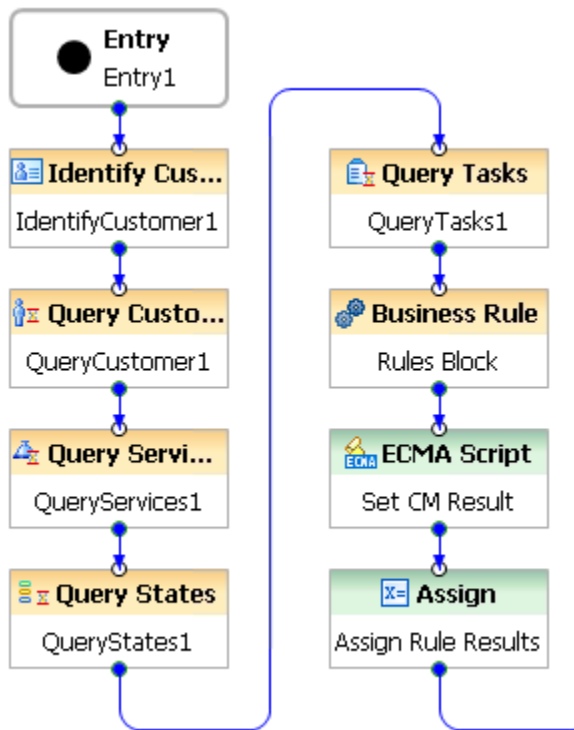 Entry
Entry1
Identify Cus...
IdentifyCustomer1
Query Custo...
QueryCustomer1
Query Servi...
QueryServices1
Query States
QueryStates1
Query Tasks
QueryTasks1
Business Rule
Rules Block
ECMA
ECMA Script
Set CM Result
X=
Assign
Assign Rule Results